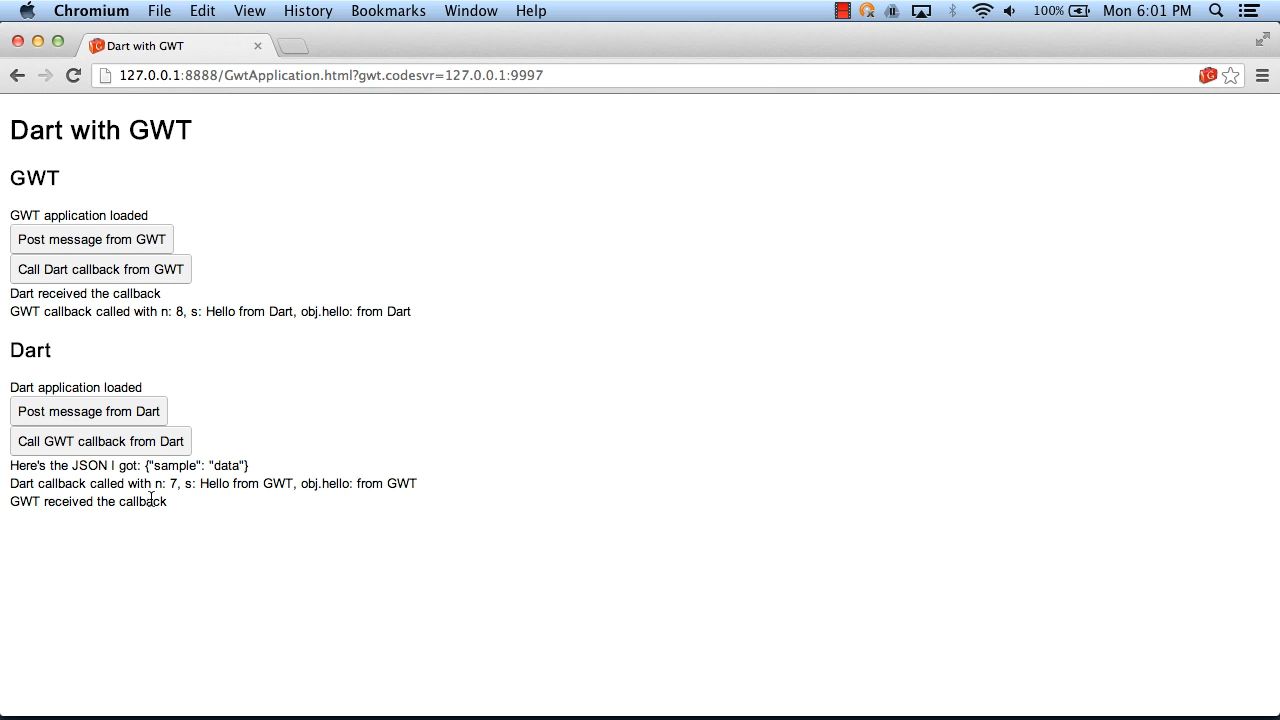 Chromium File Edit View History Bookmarks Window Help 100% Mon 6:01 PM
Dart with GWT
127.0.0.1:8888/GwtApplication.html?gwt.codesvr=127.0.0.1:9997
Dart with GWT
GWT
GWT application loaded
Post message from GWT
Call Dart callback from GWT
Dart received the callback
GWT callback called with n: 8, s: Hello from Dart, obj.hello: from Dart
Dart
Dart application loaded
Post message from Dart
Call GWT callback from Dart
Here's the JSON I got: {"sample": "data"}
Dart callback called with n: 7, s: Hello from GWT, obj.hello: from GWT
GWT received the callback